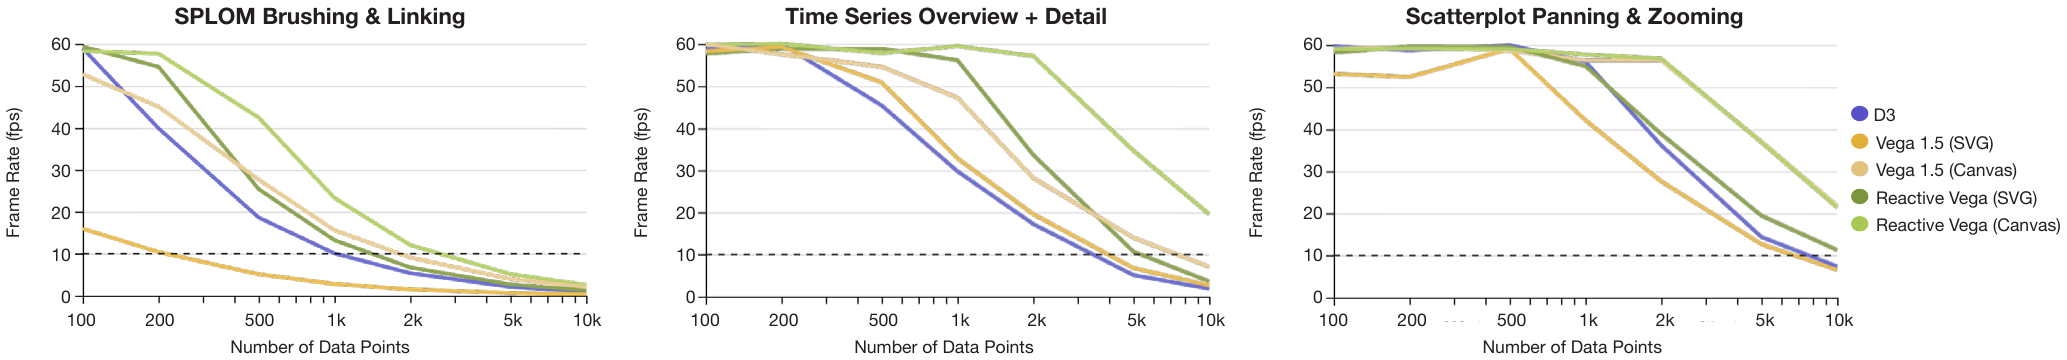 SPLOM Brushing & Linking
Frame Rate (fps)
60
50
40
30
20
10
0
100 200 500 1k 2k 5k 10k
Number of Data Points
Time Series Overview + Detail
Frame Rate (fps)
60
50
40
30
20
10
0
100 200 500 1k 2k 5k 10k
Number of Data Points
Scatterplot Panning & Zooming
Frame Rate (fps)
60
50
40
30
20
10
0
100 200 500 1k 2k 5k 10k
Number of Data Points
D3
Vega 1.5 (SVG)
Vega 1.5 (Canvas)
Reactive Vega (SVG)
Reactive Vega (Canvas)